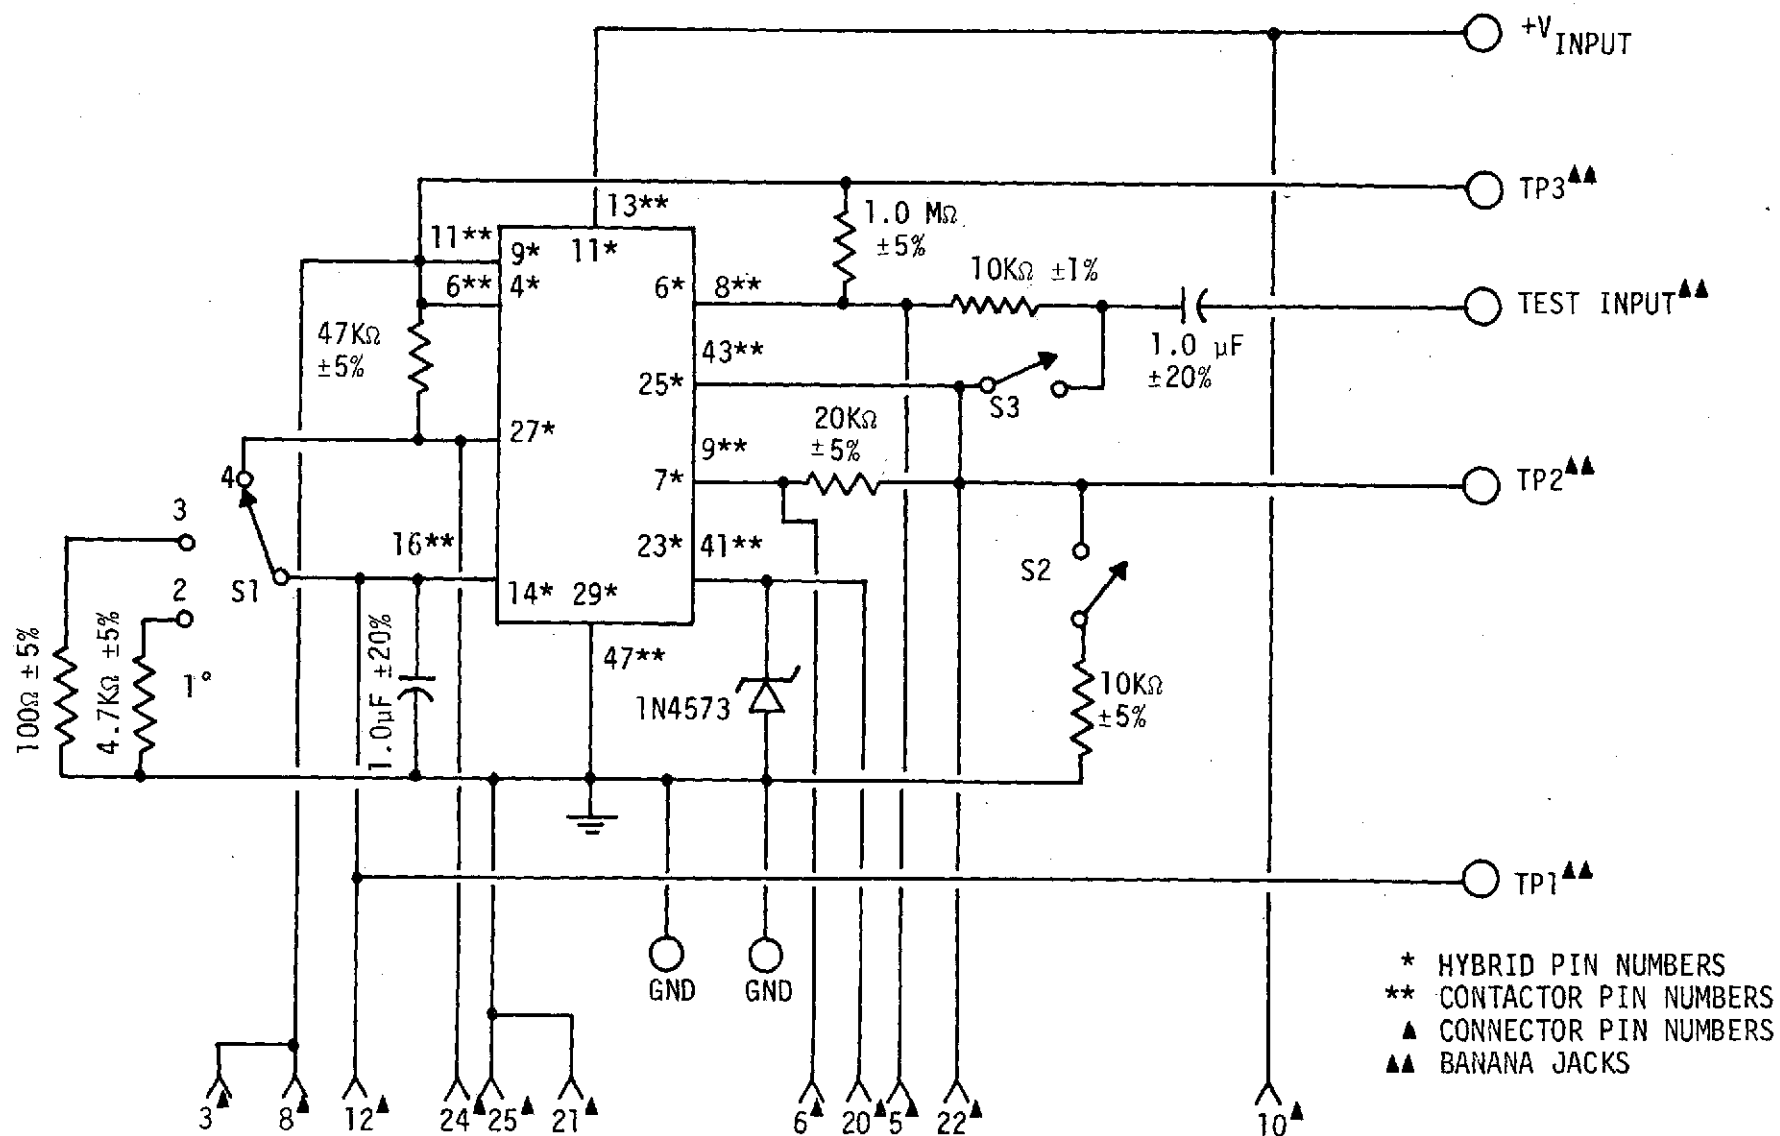 +VINPUT
TP3▲▲
13**
11**
9*
11*
1.0 MΩ
±5%
10KΩ ±1%
6**
4*
6*
8**
TEST INPUT▲▲
47KΩ
±5%
43**
1.0 µF
±20%
25*
S3
20KΩ
±5%
27*
9**
7*
TP2▲▲
4
3
16**
23*
41**
S2
2
S1
14*
29*
100Ω ±5%
4.7KΩ ±5%
1°
1.0µF ±20%
47**
1N4573
10KΩ
±5%
TP1▲▲
GND
GND
* HYBRID PIN NUMBERS
** CONTACTOR PIN NUMBERS
▲ CONNECTOR PIN NUMBERS
▲▲ BANANA JACKS
3▲
8▲
12▲
24▲
25▲
21▲
6▲
20▲
5▲
22▲
10▲